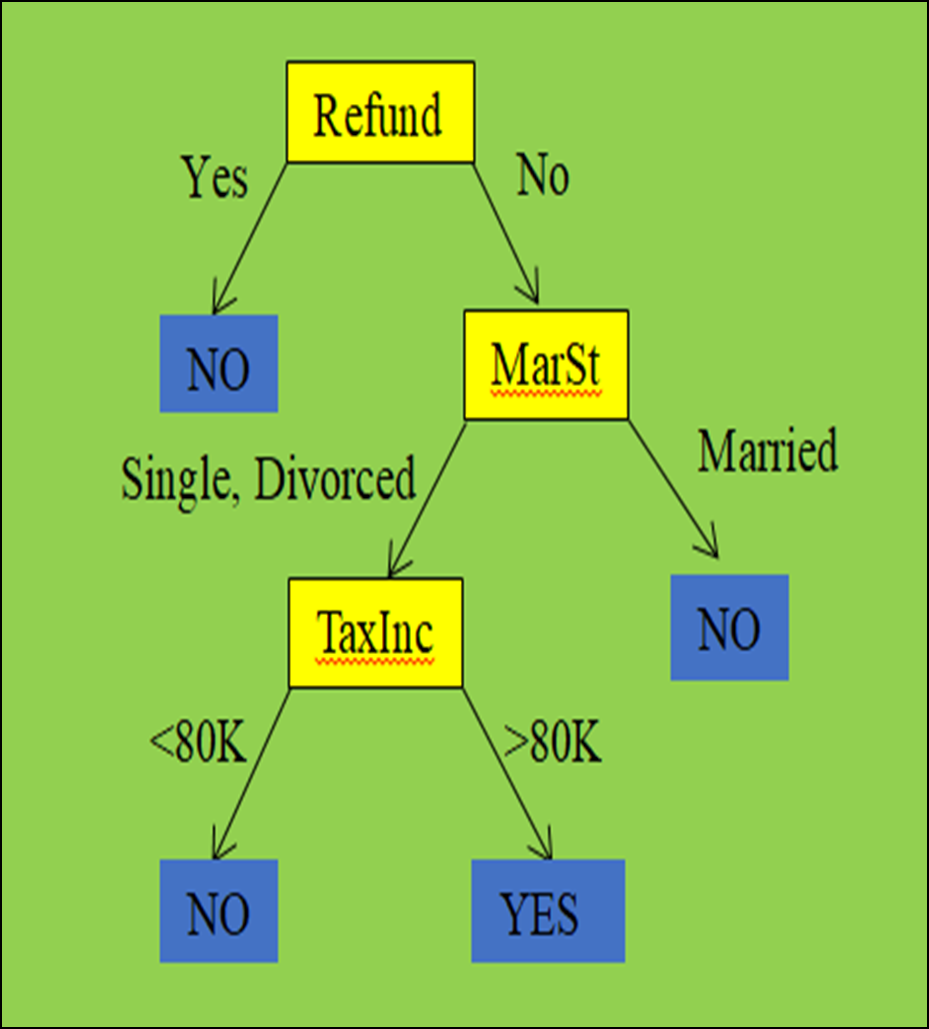 Refund
Yes
No
NO
MarSt
Single, Divorced
Married
TaxInc
NO
<80K
>80K
NO
YES